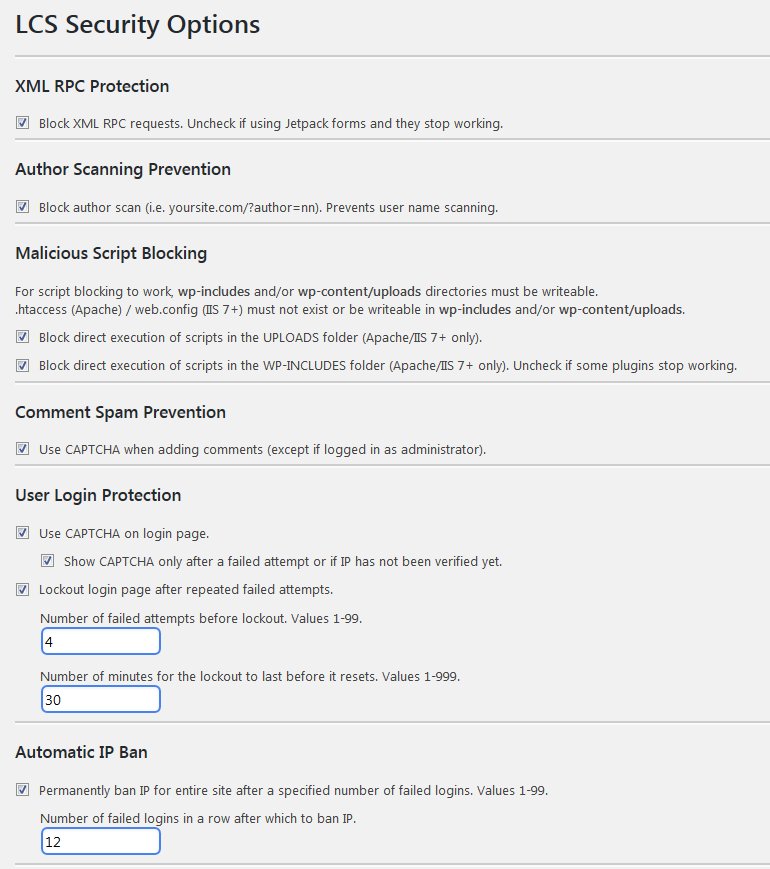 LCS Security Options
XML RPC Protection
Block XML RPC requests. Uncheck if using Jetpack forms and they stop working.
Author Scanning Prevention
Block author scan (i.e. yoursite.com/?author=nn). Prevents user name scanning.
Malicious Script Blocking
For script blocking to work, wp-includes and/or wp-content/uploads directories must be writeable.
.htaccess (Apache) / web.config (IIS 7+) must not exist or be writeable in wp-includes and/or wp-content/uploads.
Block direct execution of scripts in the UPLOADS folder (Apache/IIS 7+ only).
Block direct execution of scripts in the WP-INCLUDES folder (Apache/IIS 7+ only). Uncheck if some plugins stop working.
Comment Spam Prevention
Use CAPTCHA when adding comments (except if logged in as administrator).
User Login Protection
Use CAPTCHA on login page.
Show CAPTCHA only after a failed attempt or if IP has not been verified yet.
Lockout login page after repeated failed attempts.
Number of failed attempts before lockout. Values 1-99.
4
Number of minutes for the lockout to last before it resets. Values 1-999.
30
Automatic IP Ban
Permanently ban IP for entire site after a specified number of failed logins. Values 1-99.
Number of failed logins in a row after which to ban IP.
12